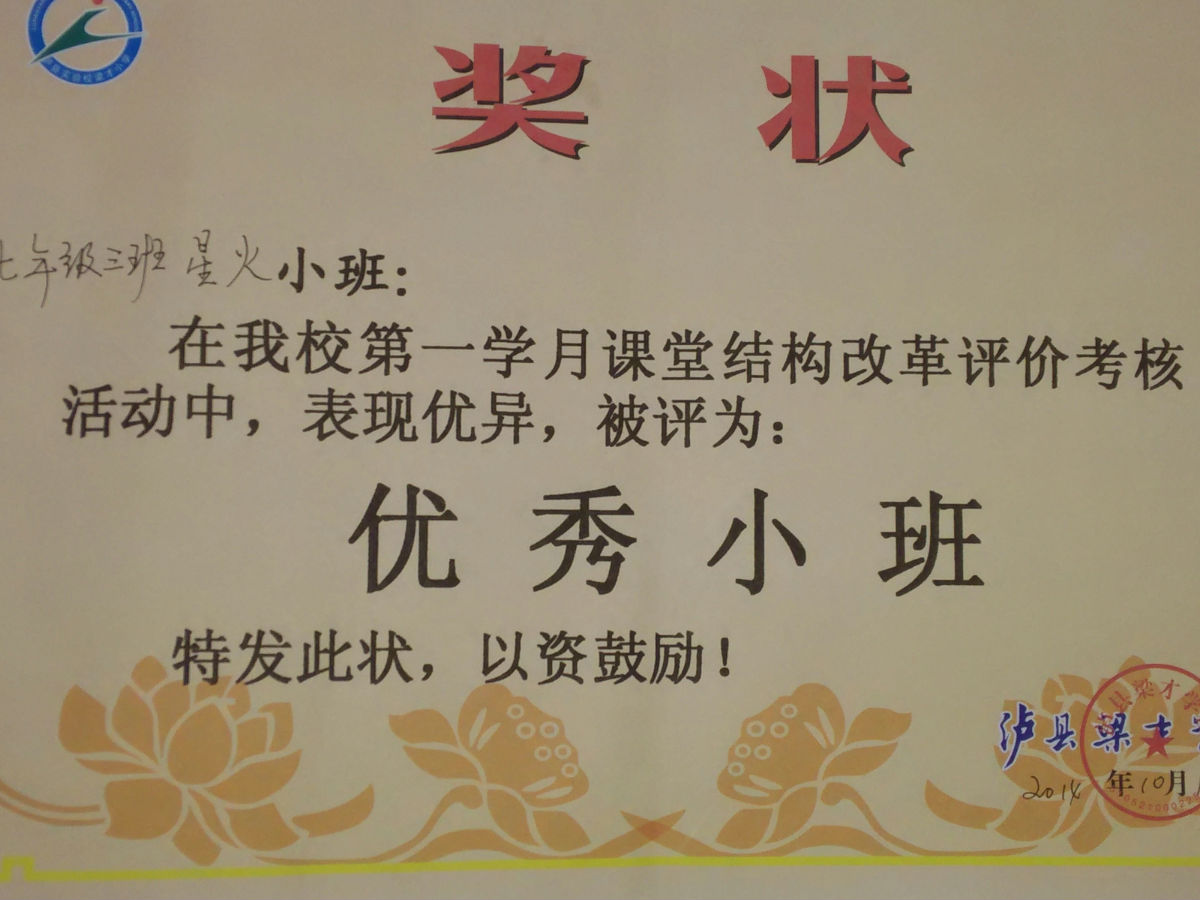 奖状
七年级三班 星火小班：
在我校第一学月课堂结构改革评价考核
活动中，表现优异，被评为：
优秀小班
特发此状，以资鼓励！
泸县梁才学
2014年10月